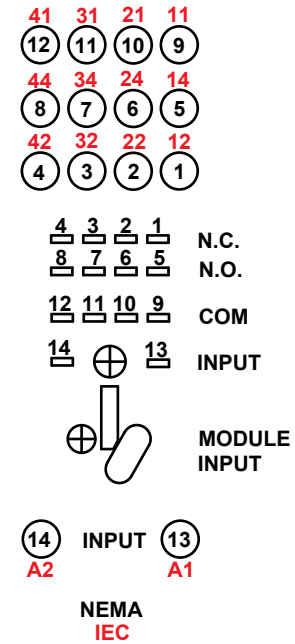 41 31 21 11
12 11 10 9
44 34 24 14
8 7 6 5
42 32 22 12
4 3 2 1
4 3 2 1 N.C.
8 7 6 5 N.O.
12 11 10 9 COM
14 13 INPUT
MODULE
INPUT
14 INPUT 13
A2 A1
NEMA
IEC